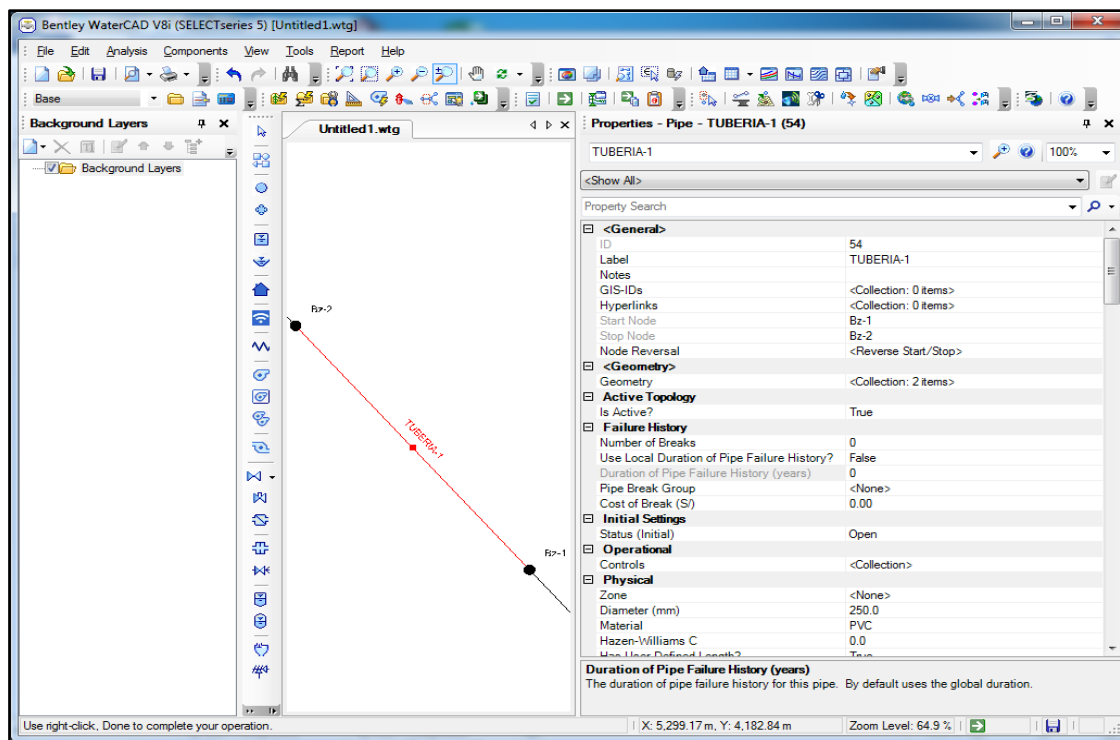 Bentley WaterCAD V8i (SELECTseries 5) [Untitled1.wtg]
File Edit Analysis Components View Tools Report Help
Base
Background Layers
Background Layers
Untitled1.wtg
Bz-2
TUBERIA-1
Bz-1
Properties - Pipe - TUBERIA-1 (54)
TUBERIA-1 100%
<Show All>
Property Search
<General>
ID 54
Label TUBERIA-1
Notes
GIS-IDs <Collection: 0 items>
Hyperlinks <Collection: 0 items>
Start Node Bz-1
Stop Node Bz-2
Node Reversal <Reverse Start/Stop>
<Geometry>
Geometry <Collection: 2 items>
Active Topology
Is Active? True
Failure History
Number of Breaks 0
Use Local Duration of Pipe Failure History? False
Duration of Pipe Failure History (years) 0
Pipe Break Group <None>
Cost of Break (S/) 0.00
Initial Settings
Status (Initial) Open
Operational
Controls <Collection>
Physical
Zone <None>
Diameter (mm) 250.0
Material PVC
Hazen-Williams C 0.0
Has User Defined Length? True
Duration of Pipe Failure History (years)
The duration of pipe failure history for this pipe. By default uses the global duration.
Use right-click, Done to complete your operation. X: 5,299.17 m, Y: 4,182.84 m Zoom Level: 64.9 %